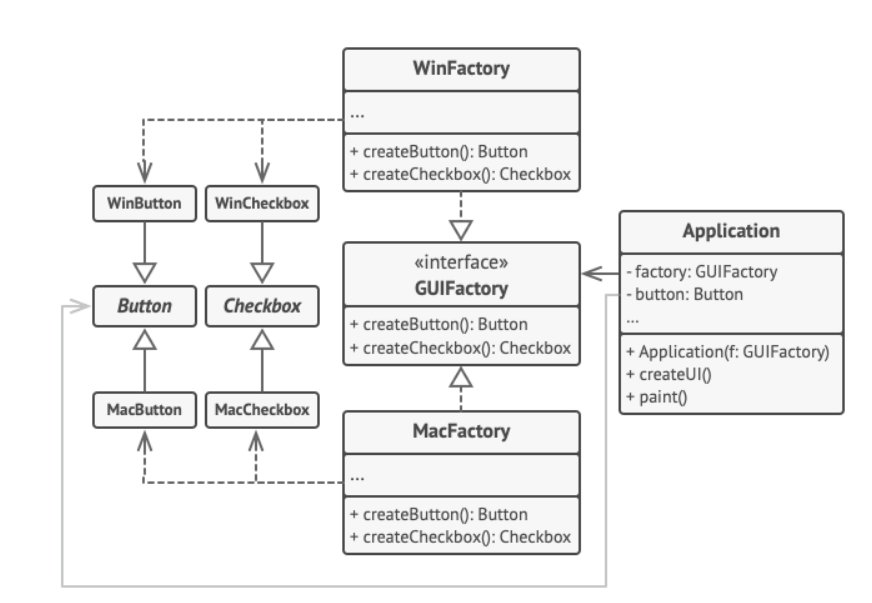 WinFactory
...
+ createButton(): Button
+ createCheckbox(): Checkbox
WinButton
WinCheckbox
Button
Checkbox
MacButton
MacCheckbox
«interface»
GUIFactory
+ createButton(): Button
+ createCheckbox(): Checkbox
Application
- factory: GUIFactory
- button: Button
...
+ Application(f: GUIFactory)
+ createUI()
+ paint()
MacFactory
...
+ createButton(): Button
+ createCheckbox(): Checkbox